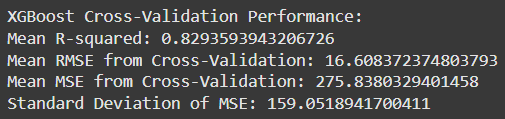 XGBoost Cross-Validation Performance:
Mean R-squared: 0.8293593943206726
Mean RMSE from Cross-Validation: 16.608372374803793
Mean MSE from Cross-Validation: 275.8380329401458
Standard Deviation of MSE: 159.0518941700411